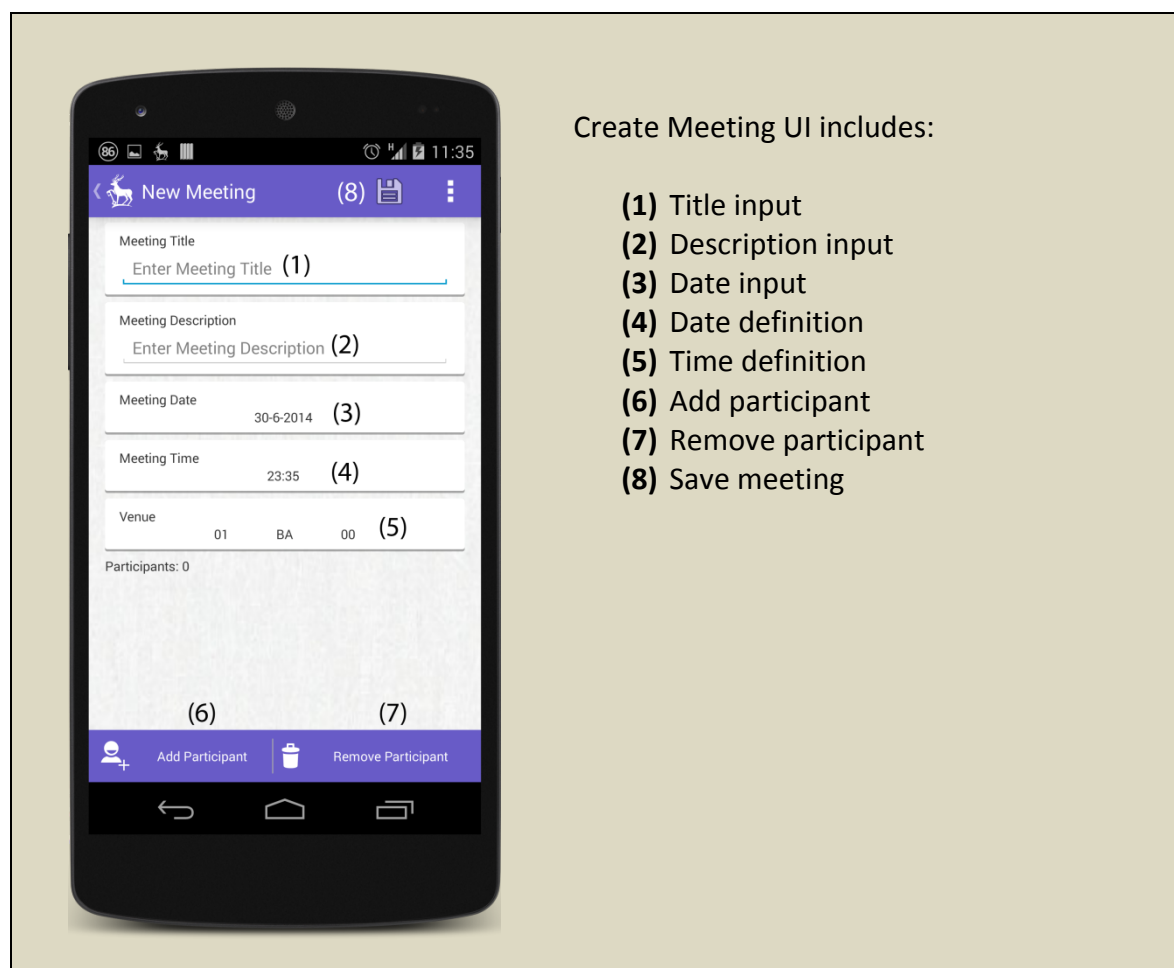 Create Meeting UI includes:
86 H 11:35
New Meeting (8)
Meeting Title
Enter Meeting Title (1)
Meeting Description
Enter Meeting Description (2)
Meeting Date
30-6-2014 (3)
Meeting Time
23:35 (4)
Venue
01 BA 00 (5)
Participants: 0
(6) (7)
Add Participant Remove Participant
(1) Title input
(2) Description input
(3) Date input
(4) Date definition
(5) Time definition
(6) Add participant
(7) Remove participant
(8) Save meeting